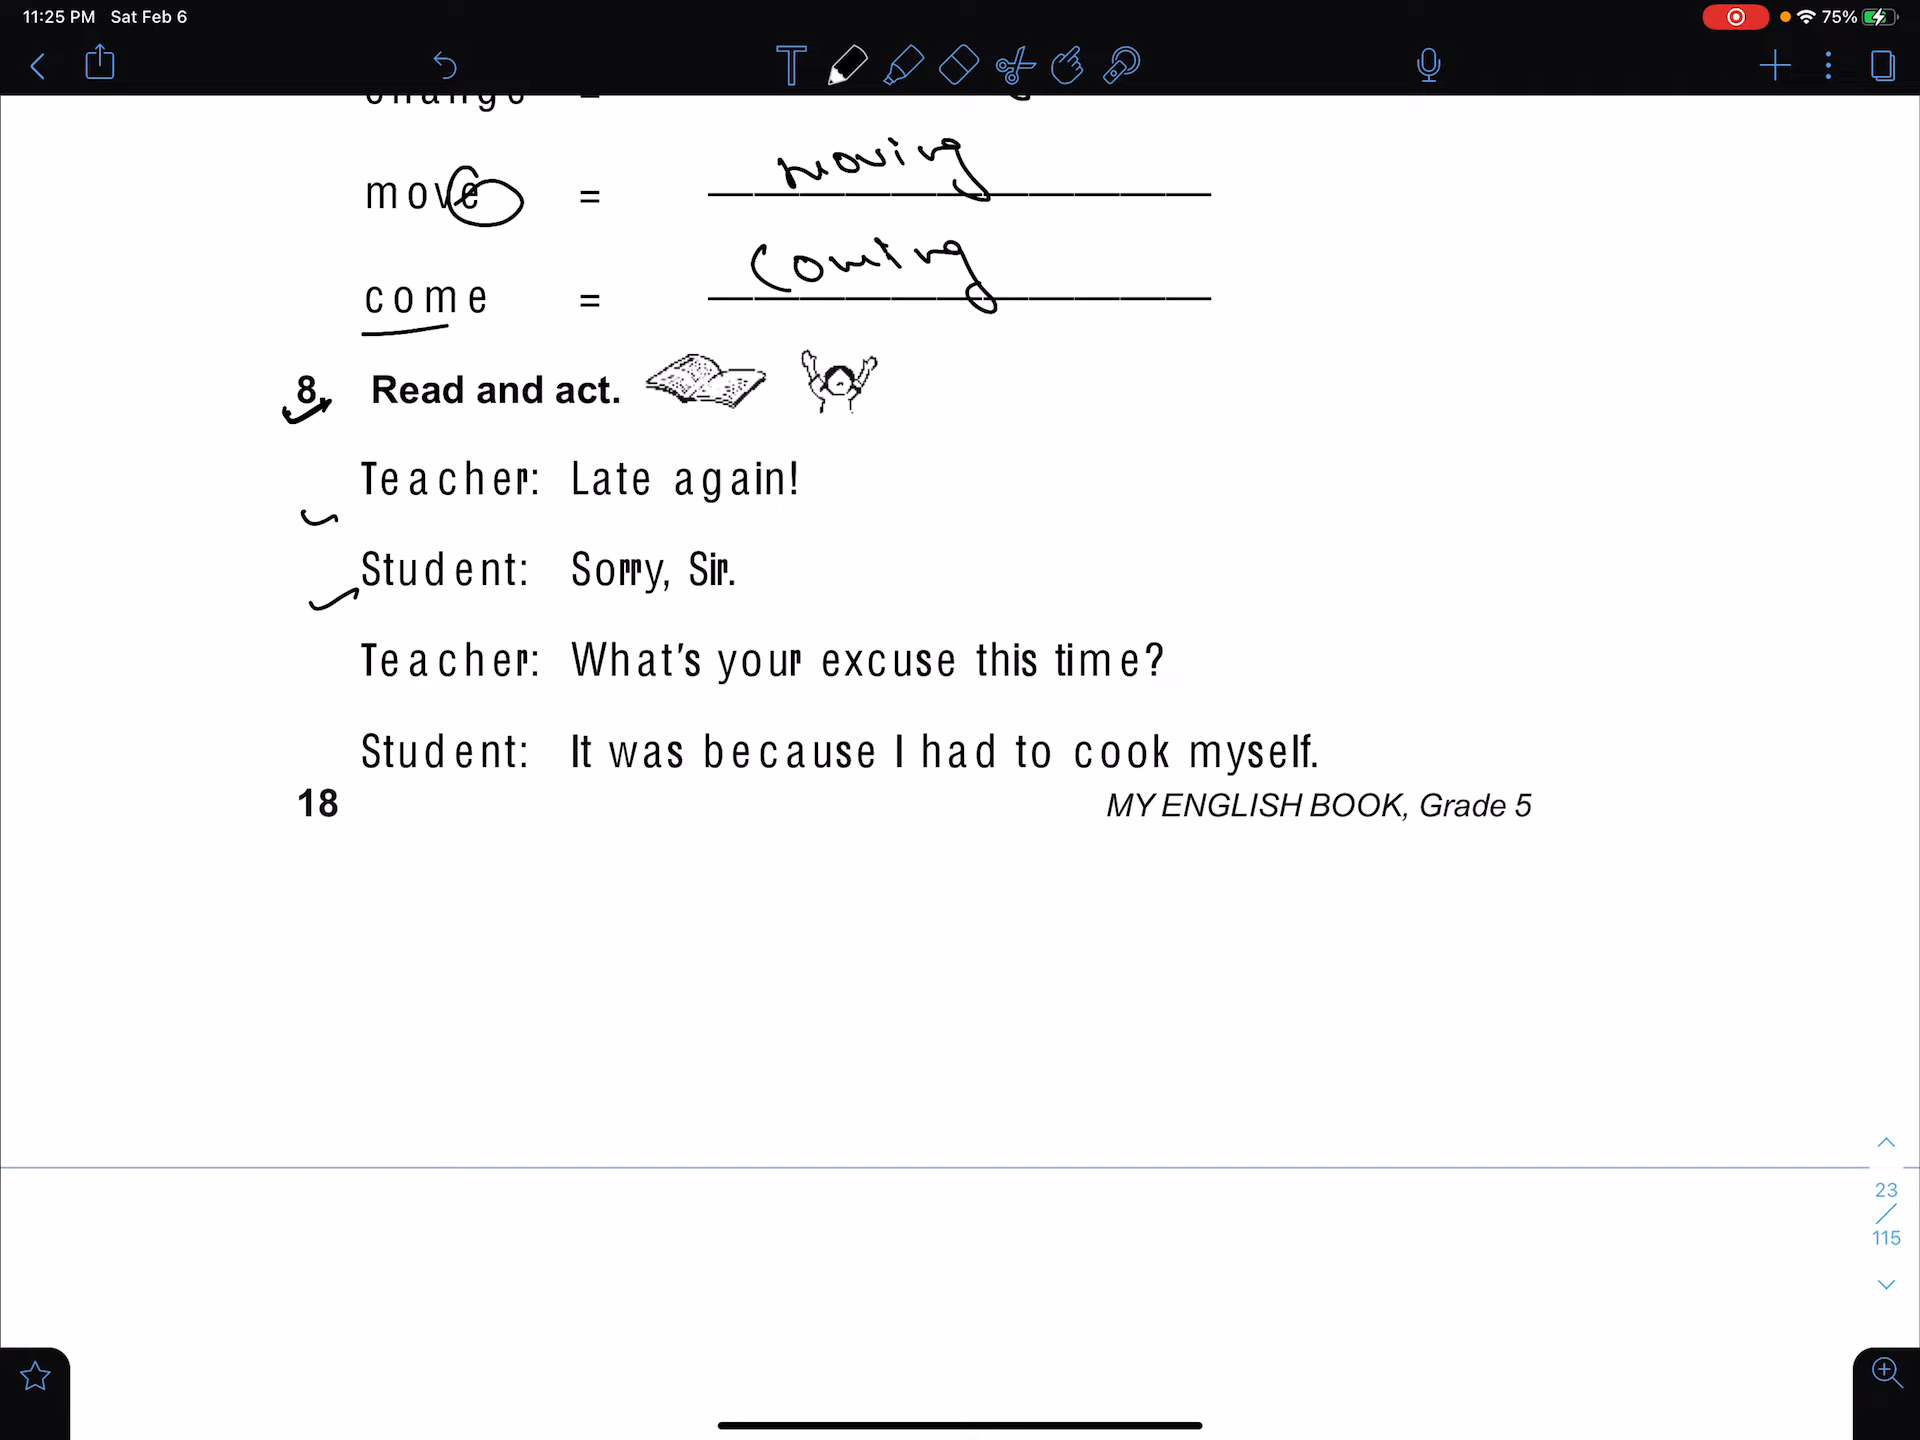 11:25 PM Sat Feb 6 75%
change =
move = moving
come = coming
8. Read and act.
Teacher: Late again!
Student: Sorry, Sir.
Teacher: What's your excuse this time?
Student: It was because I had to cook myself.
18 MY ENGLISH BOOK, Grade 5
23
/
115